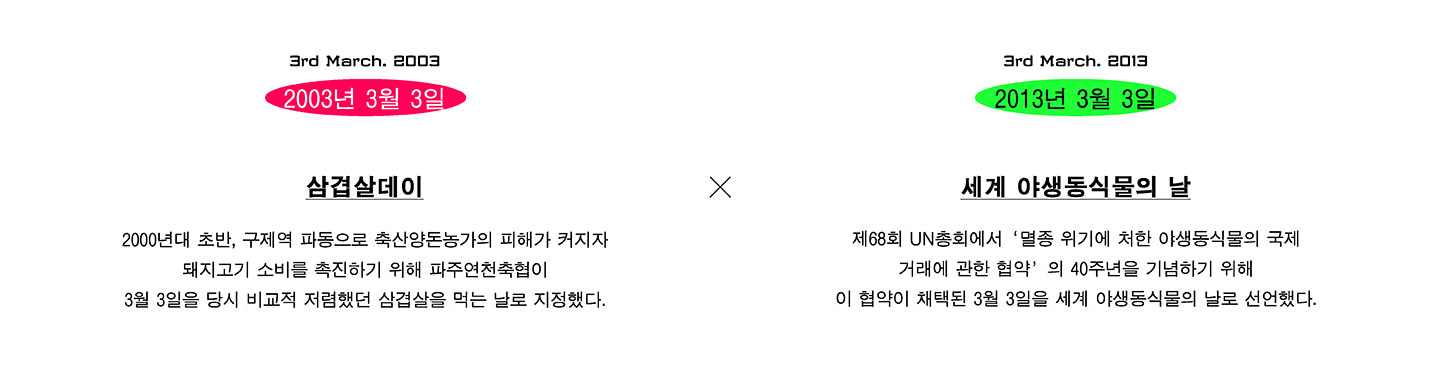 3rd March. 2003
2003년 3월 3일
삼겹살데이
2000년대 초반, 구제역 파동으로 축산양돈농가의 피해가 커지자
돼지고기 소비를 촉진하기 위해 파주연천축협이
3월 3일을 당시 비교적 저렴했던 삼겹살을 먹는 날로 지정했다.
×
3rd March. 2013
2013년 3월 3일
세계 야생동식물의 날
제68회 UN총회에서 ‘멸종 위기에 처한 야생동식물의 국제
거래에 관한 협약’ 의 40주년을 기념하기 위해
이 협약이 채택된 3월 3일을 세계 야생동식물의 날로 선언했다.